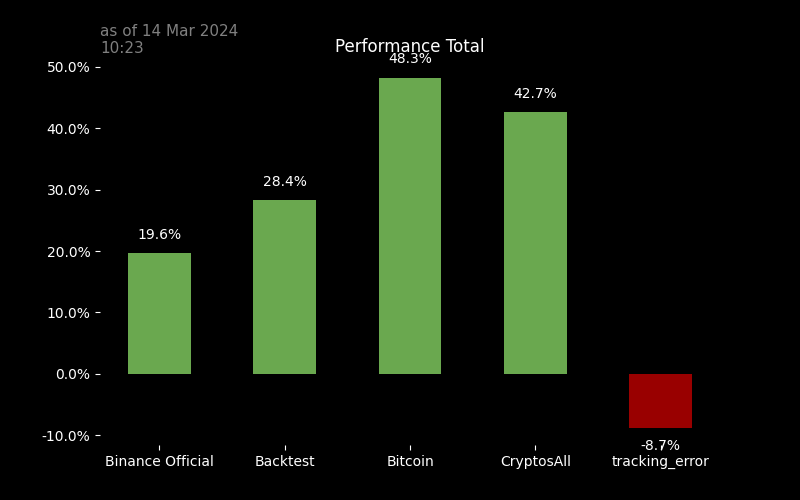 as of 14 Mar 2024
10:23
Performance Total
50.0%
48.3%
42.7%
40.0%
30.0%
28.4%
20.0%
19.6%
10.0%
0.0%
-10.0%
-8.7%
Binance Official
Backtest
Bitcoin
CryptosAll
tracking_error